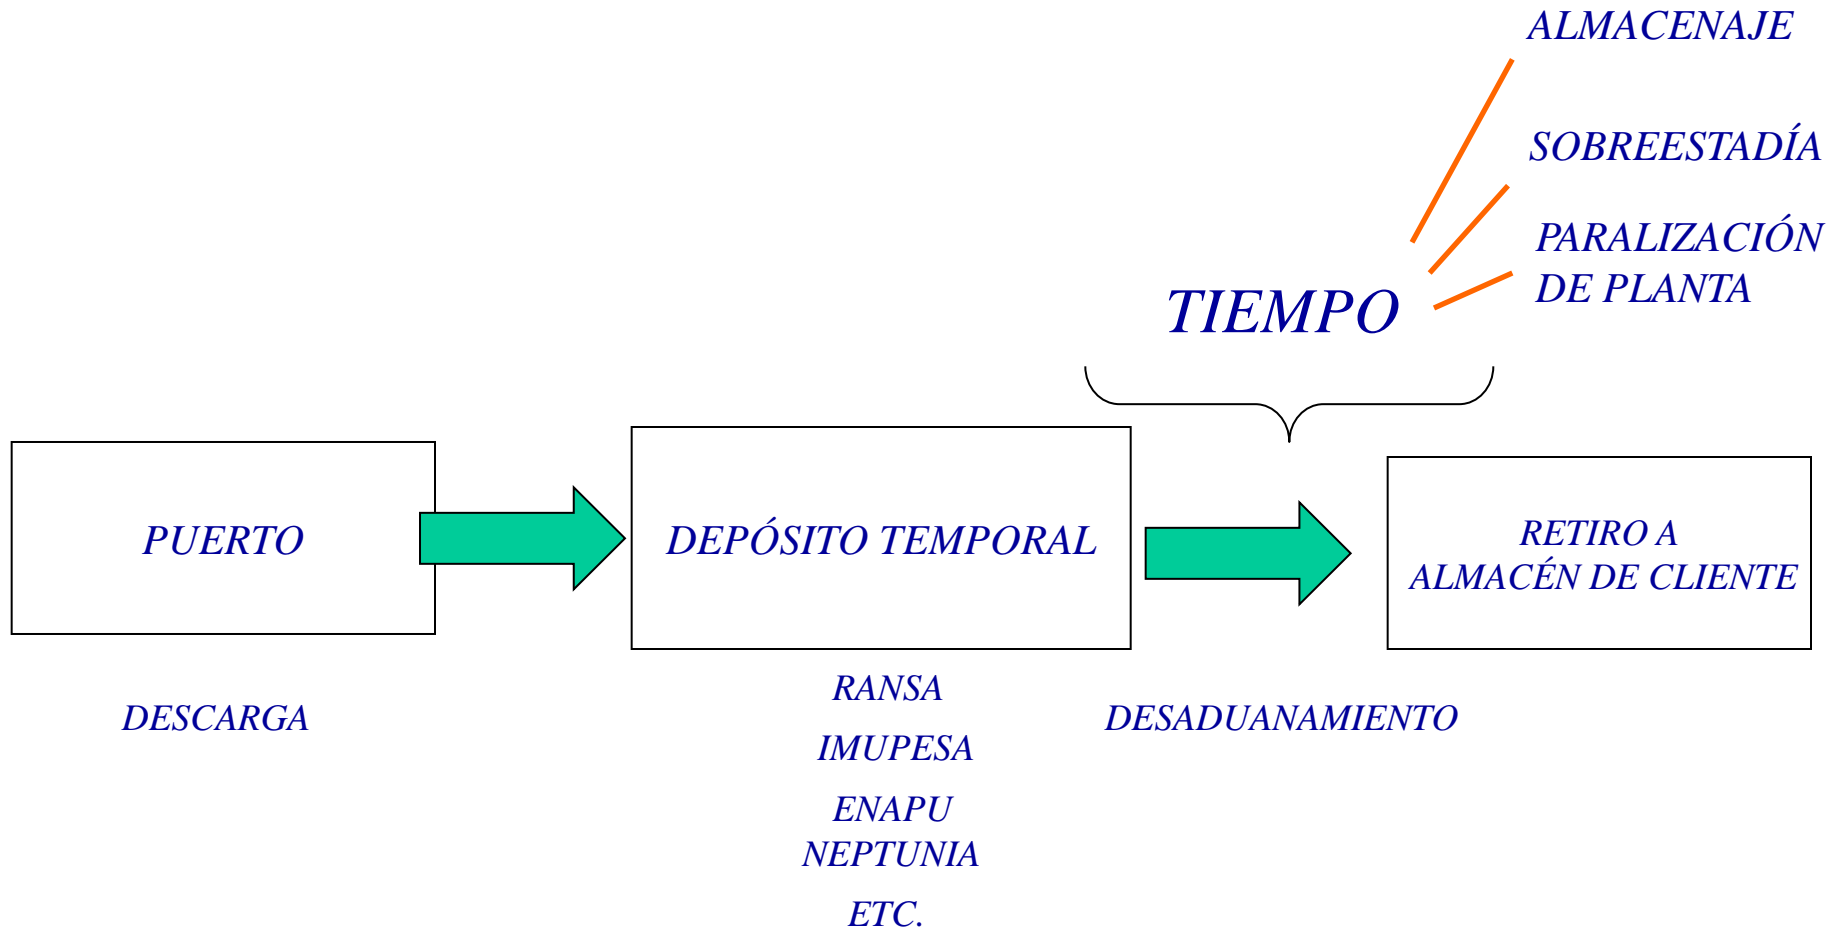 ALMACENAJE
SOBREESTADÍA
PARALIZACIÓN
DE PLANTA
TIEMPO
PUERTO
DEPÓSITO TEMPORAL
RETIRO A
ALMACÉN DE CLIENTE
DESCARGA
RANSA
IMUPESA
ENAPU
NEPTUNIA
ETC.
DESADUANAMIENTO